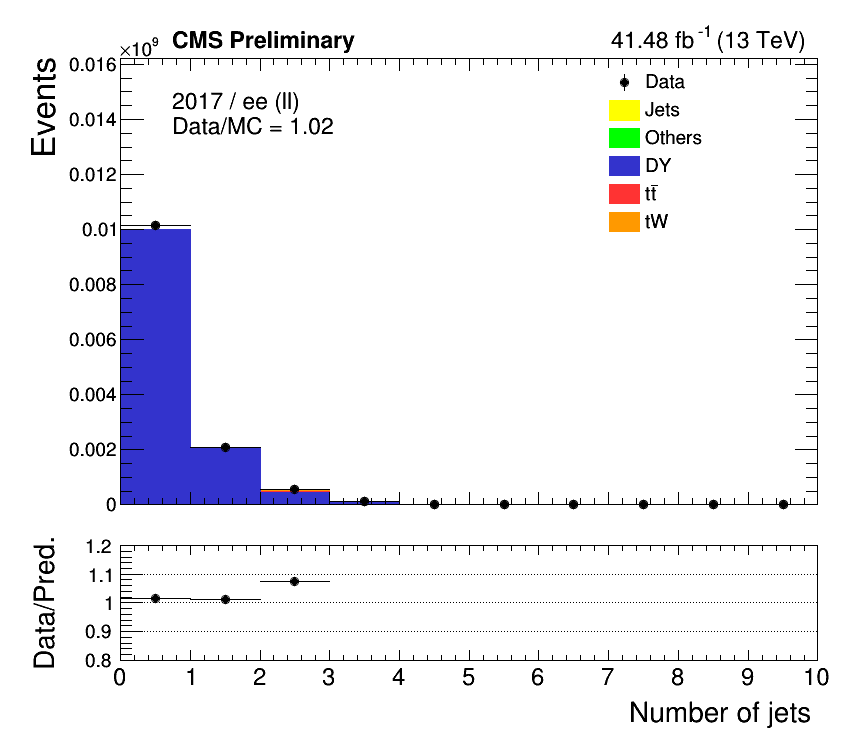 ×10⁹ CMS Preliminary 41.48 fb⁻¹ (13 TeV)
Events
0.016
0.014
0.012
0.01
0.008
0.006
0.004
0.002
0
2017 / ee (ll)
Data/MC = 1.02
Data
Jets
Others
DY
tt̄
tW
Data/Pred.
1.2
1.1
1
0.9
0.8
0 1 2 3 4 5 6 7 8 9 10
Number of jets